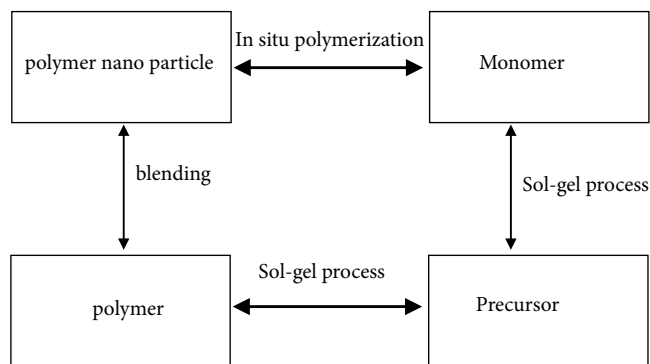 In situ polymerization
polymer nano particle
Monomer
blending
Sol-gel process
Sol-gel process
polymer
Precursor